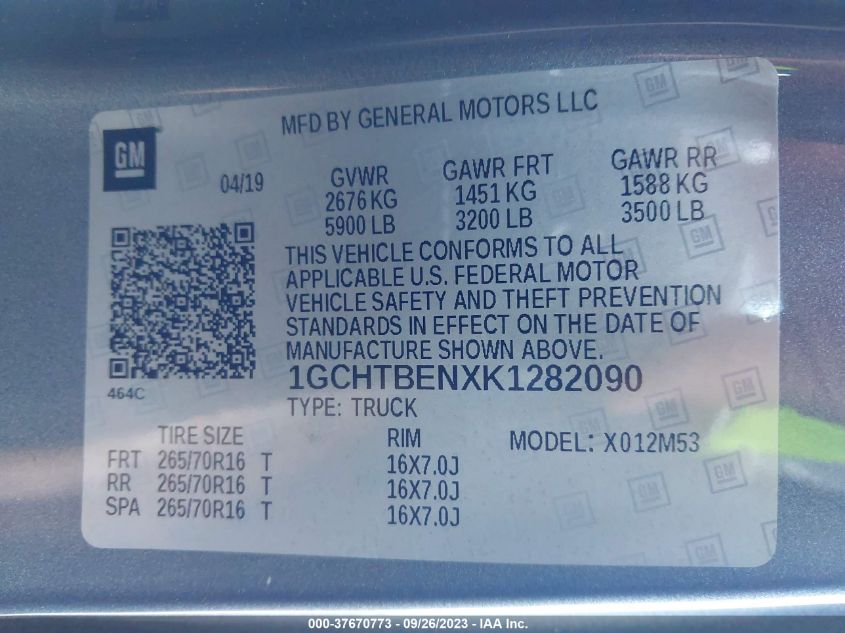 MFD BY GENERAL MOTORS LLC
GM
04/19
GVWR GAWR FRT GAWR RR
2676 KG 1451 KG 1588 KG
5900 LB 3200 LB 3500 LB
THIS VEHICLE CONFORMS TO ALL
APPLICABLE U.S. FEDERAL MOTOR
VEHICLE SAFETY AND THEFT PREVENTION
STANDARDS IN EFFECT ON THE DATE OF
MANUFACTURE SHOWN ABOVE.
464C
1GCHTBENXK1282090
TYPE: TRUCK
TIRE SIZE RIM MODEL: X012M53
FRT 265/70R16 T 16X7.0J
RR 265/70R16 T 16X7.0J
SPA 265/70R16 T 16X7.0J
000-37670773 - 09/26/2023 - IAA Inc.